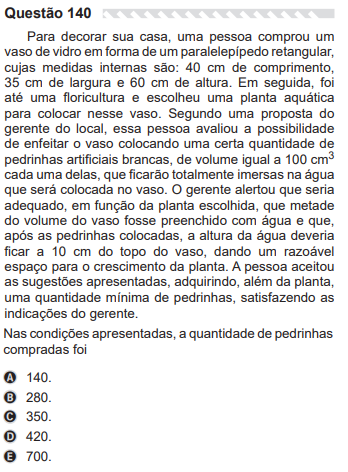 Questão 140
Para decorar sua casa, uma pessoa comprou um
vaso de vidro em forma de um paralelepípedo retangular,
cujas medidas internas são: 40 cm de comprimento,
35 cm de largura e 60 cm de altura. Em seguida, foi
até uma floricultura e escolheu uma planta aquática
para colocar nesse vaso. Segundo uma proposta do
gerente do local, essa pessoa avaliou a possibilidade
de enfeitar o vaso colocando uma certa quantidade de
pedrinhas artificiais brancas, de volume igual a 100 cm³
cada uma delas, que ficarão totalmente imersas na água
que será colocada no vaso. O gerente alertou que seria
adequado, em função da planta escolhida, que metade
do volume do vaso fosse preenchido com água e que,
após as pedrinhas colocadas, a altura da água deveria
ficar a 10 cm do topo do vaso, dando um razoável
espaço para o crescimento da planta. A pessoa aceitou
as sugestões apresentadas, adquirindo, além da planta,
uma quantidade mínima de pedrinhas, satisfazendo as
indicações do gerente.
Nas condições apresentadas, a quantidade de pedrinhas
compradas foi
A 140.
B 280.
C 350.
D 420.
E 700.